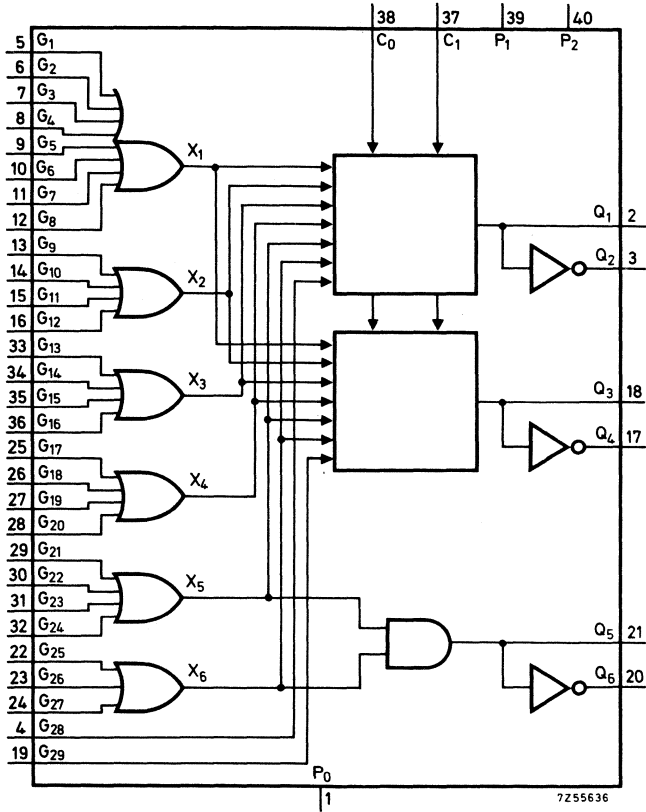 38 37 39 40
C0 C1 P1 P2
5 G1
6 G2
7 G3
8 G4
9 G5
10 G6
11 G7
12 G8
13 G9
14 G10
15 G11
16 G12
33 G13
34 G14
35 G15
36 G16
25 G17
26 G18
27 G19
28 G20
29 G21
30 G22
31 G23
32 G24
22 G25
23 G26
24 G27
4 G28
19 G29
X1
X2
X3
X4
X5
X6
Q1 2
Q2 3
Q3 18
Q4 17
Q5 21
Q6 20
P0
1
7Z55636